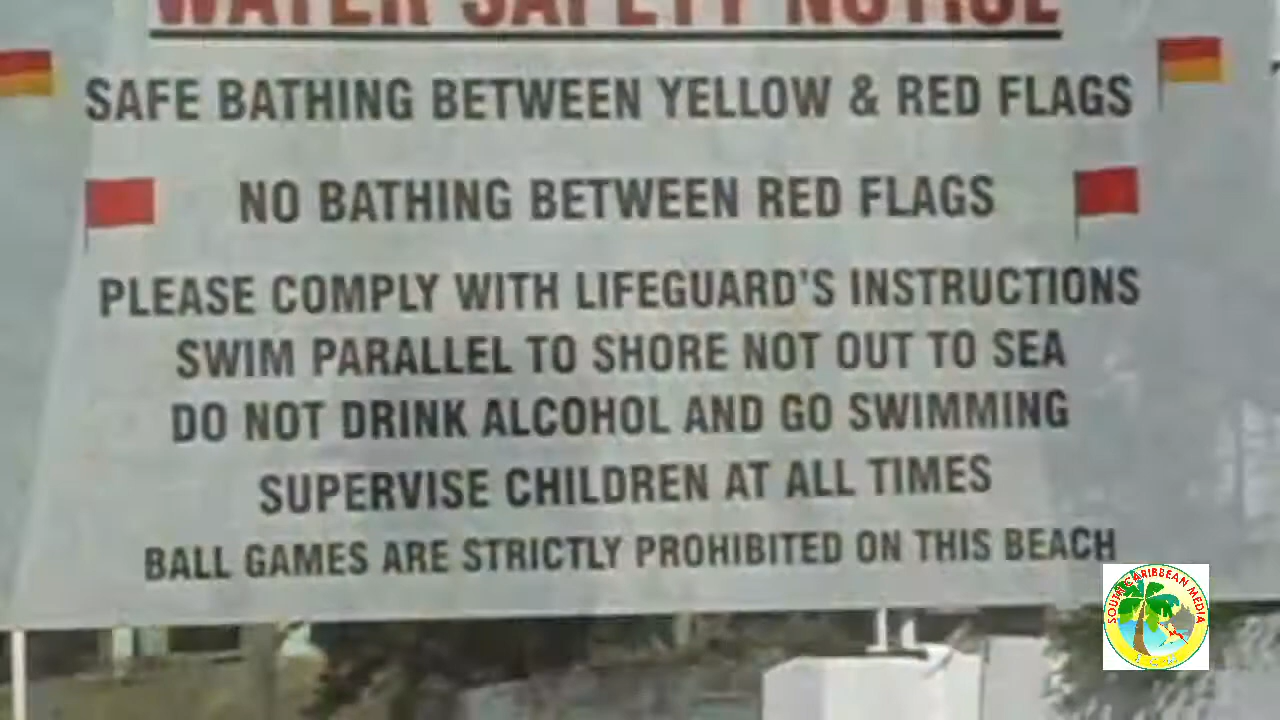 WATER SAFETY NOTICE
SAFE BATHING BETWEEN YELLOW & RED FLAGS
NO BATHING BETWEEN RED FLAGS
PLEASE COMPLY WITH LIFEGUARD'S INSTRUCTIONS
SWIM PARALLEL TO SHORE NOT OUT TO SEA
DO NOT DRINK ALCOHOL AND GO SWIMMING
SUPERVISE CHILDREN AT ALL TIMES
BALL GAMES ARE STRICTLY PROHIBITED ON THIS BEACH
SOUTH CARIBBEAN MEDIA